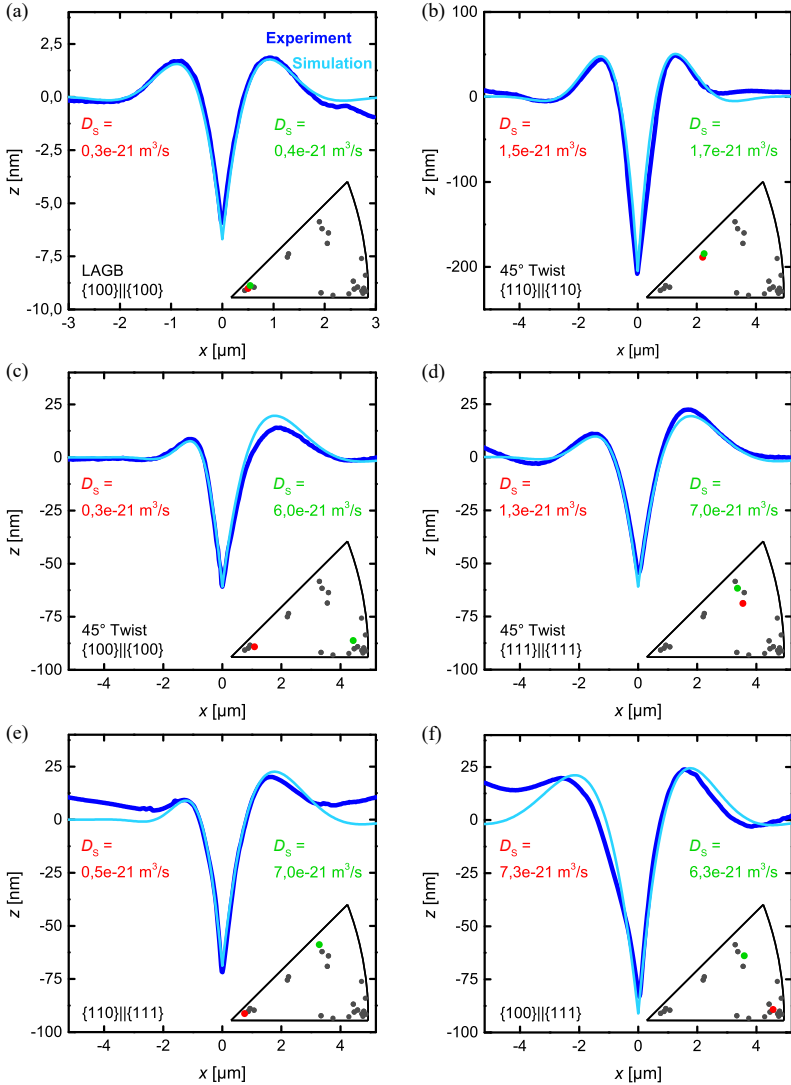 (a)
Experiment
Simulation
2,5
0,0
-2,5
-5,0
-7,5
-10,0
z [nm]
D_S =
0,3e-21 m³/s
D_S =
0,4e-21 m³/s
LAGB
{100}||{100}
-3 -2 -1 0 1 2 3
x [µm]
(b)
100
0
-100
-200
z [nm]
D_S =
1,5e-21 m³/s
D_S =
1,7e-21 m³/s
45° Twist
{110}||{110}
-4 -2 0 2 4
x [µm]
(c)
25
0
-25
-50
-75
-100
z [nm]
D_S =
0,3e-21 m³/s
D_S =
6,0e-21 m³/s
45° Twist
{100}||{100}
-4 -2 0 2 4
x [µm]
(d)
25
0
-25
-50
-75
-100
z [nm]
D_S =
1,3e-21 m³/s
D_S =
7,0e-21 m³/s
45° Twist
{111}||{111}
-4 -2 0 2 4
x [µm]
(e)
25
0
-25
-50
-75
-100
z [nm]
D_S =
0,5e-21 m³/s
D_S =
7,0e-21 m³/s
{110}||{111}
-4 -2 0 2 4
x [µm]
(f)
25
0
-25
-50
-75
-100
z [nm]
D_S =
7,3e-21 m³/s
D_S =
6,3e-21 m³/s
{100}||{111}
-4 -2 0 2 4
x [µm]